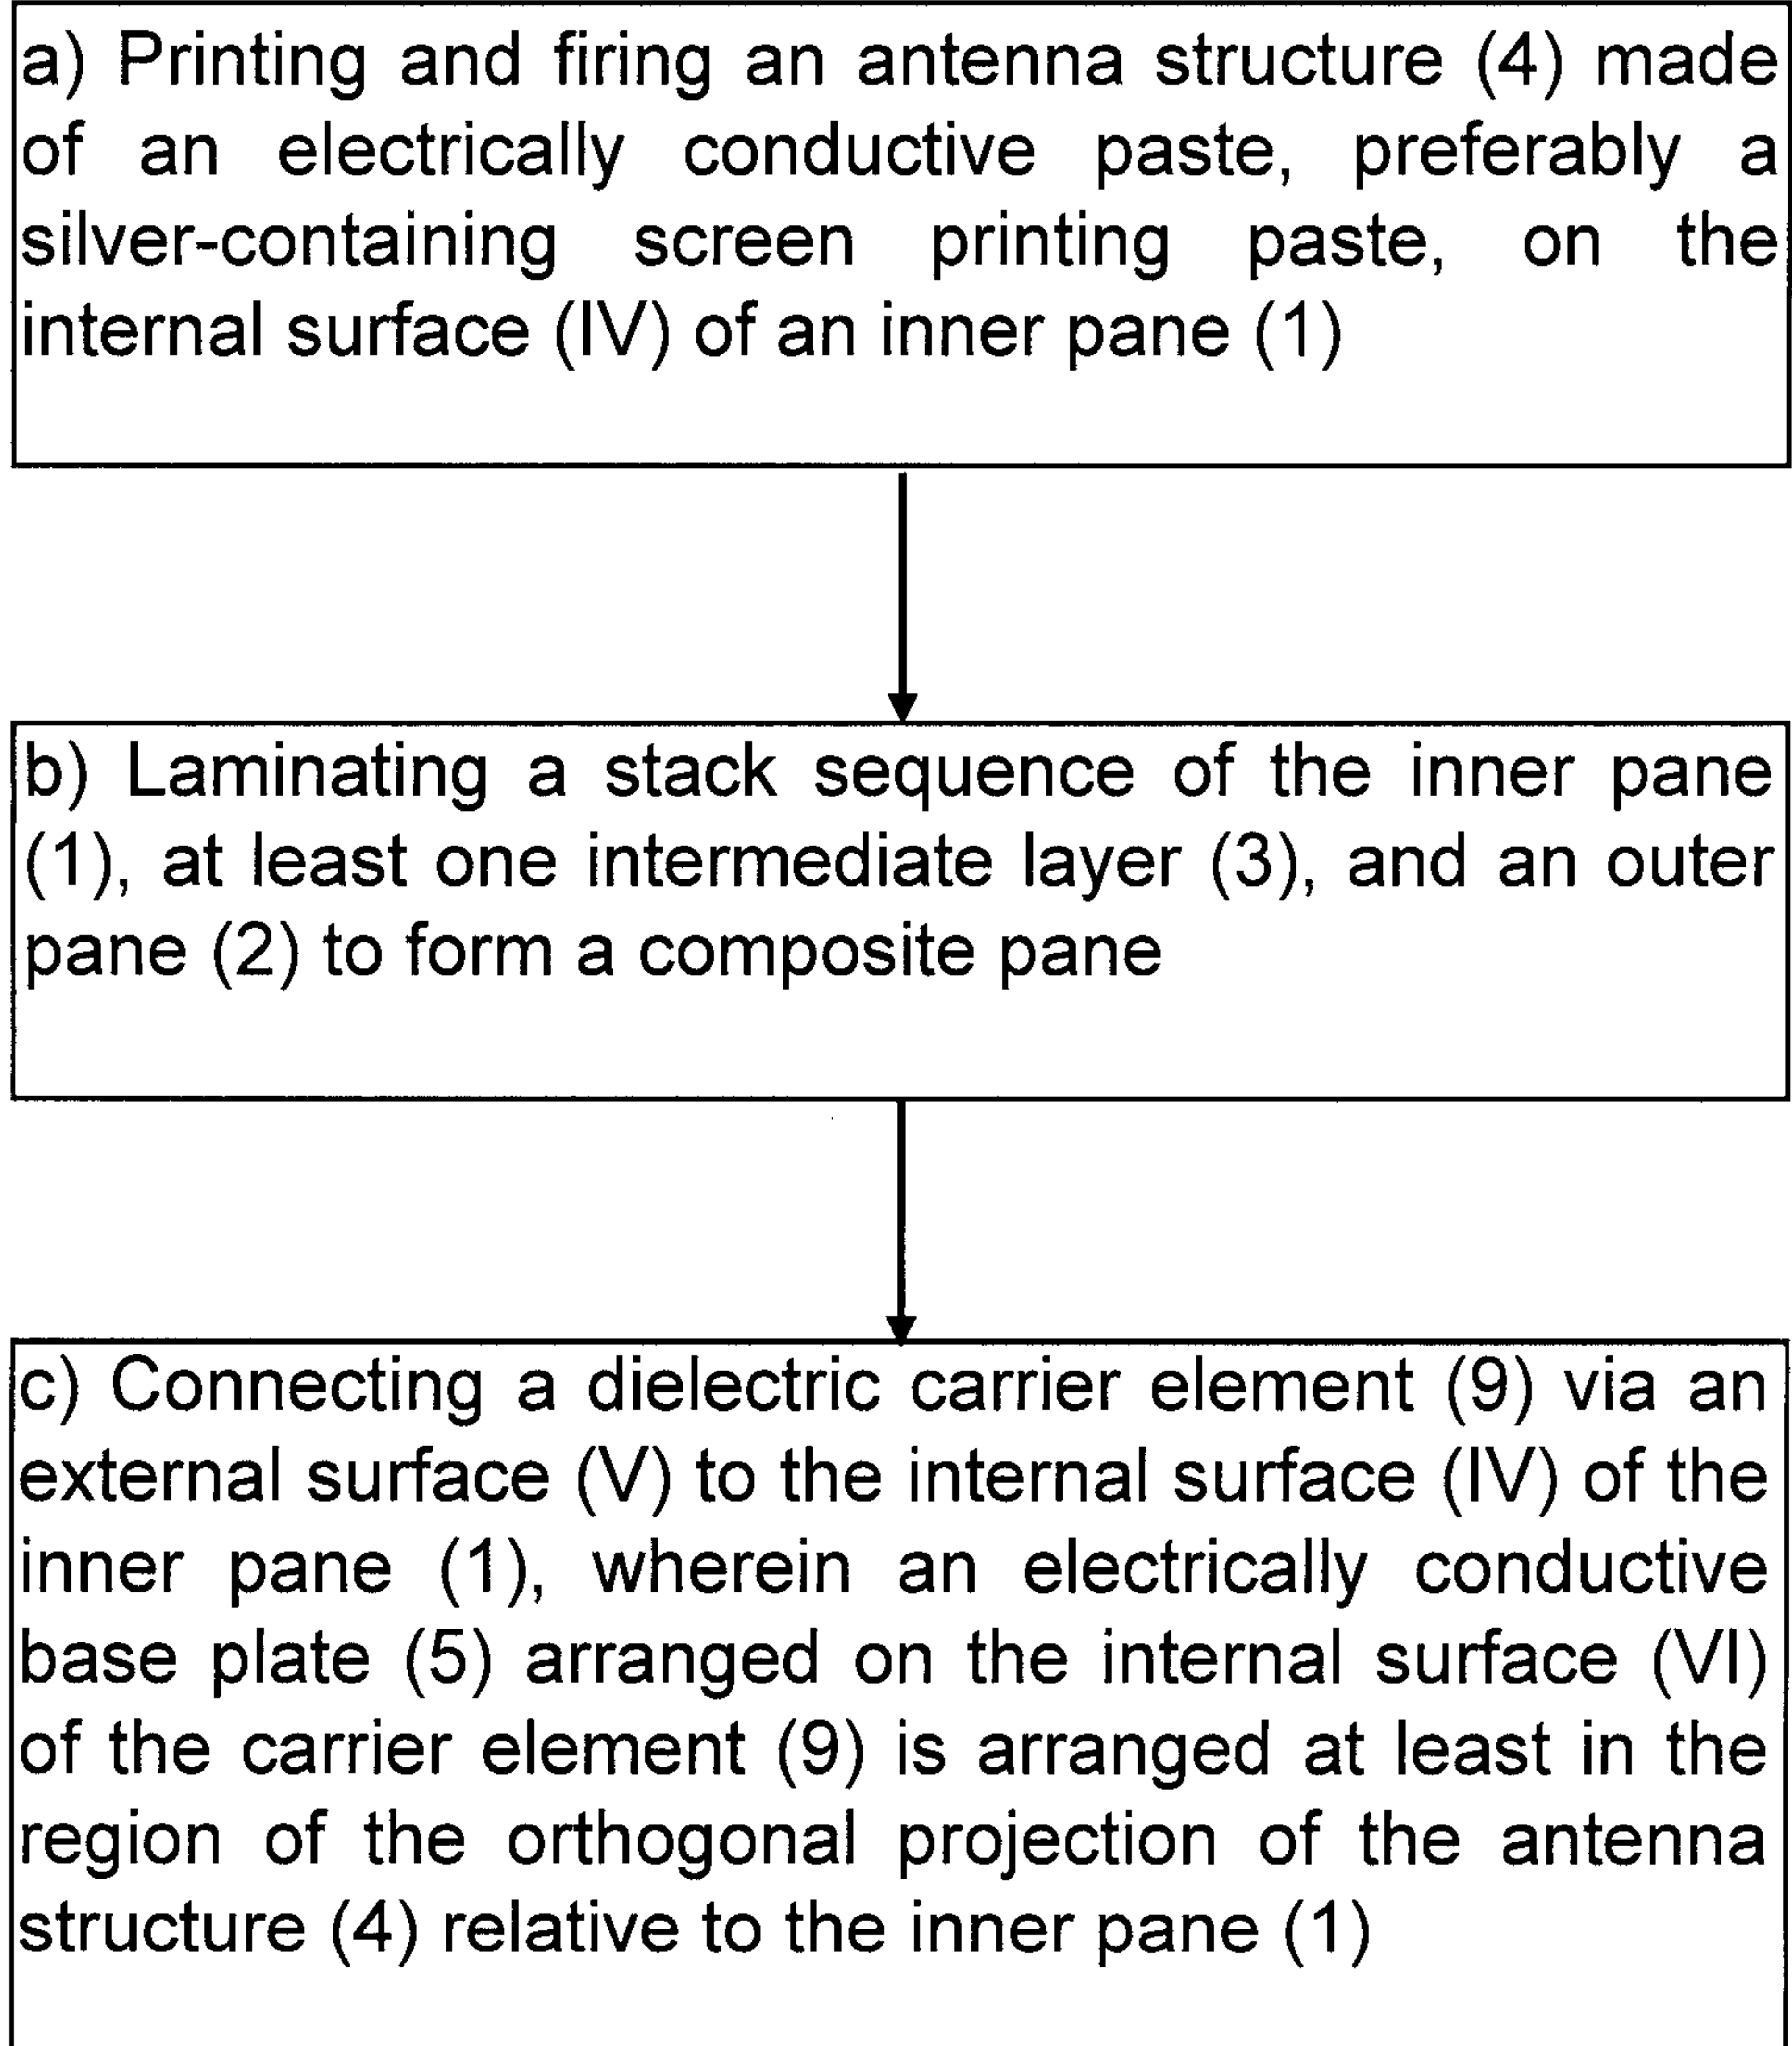 a) Printing and firing an antenna structure (4) made
of an electrically conductive paste, preferably a
silver-containing screen printing paste, on the
internal surface (IV) of an inner pane (1)
b) Laminating a stack sequence of the inner pane
(1), at least one intermediate layer (3), and an outer
pane (2) to form a composite pane
c) Connecting a dielectric carrier element (9) via an
external surface (V) to the internal surface (IV) of the
inner pane (1), wherein an electrically conductive
base plate (5) arranged on the internal surface (VI)
of the carrier element (9) is arranged at least in the
region of the orthogonal projection of the antenna
structure (4) relative to the inner pane (1)